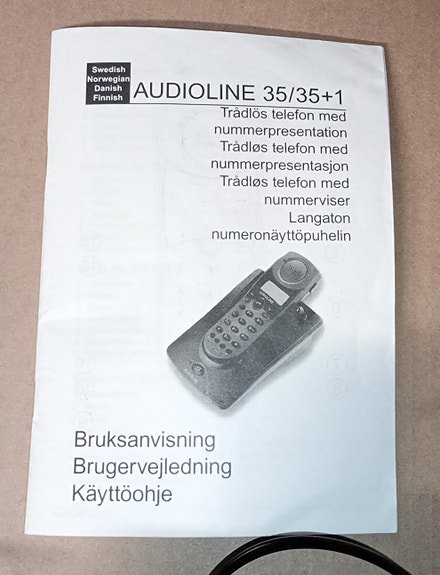 Swedish
Norwegian
Danish
Finnish
AUDIOLINE 35/35+1
Trådlös telefon med
nummerpresentation
Trådløs telefon med
nummerpresentasjon
Trådløs telefon med
nummerviser
Langaton
numeronäyttöpuhelin
Bruksanvisning
Brugervejledning
Käyttöohje